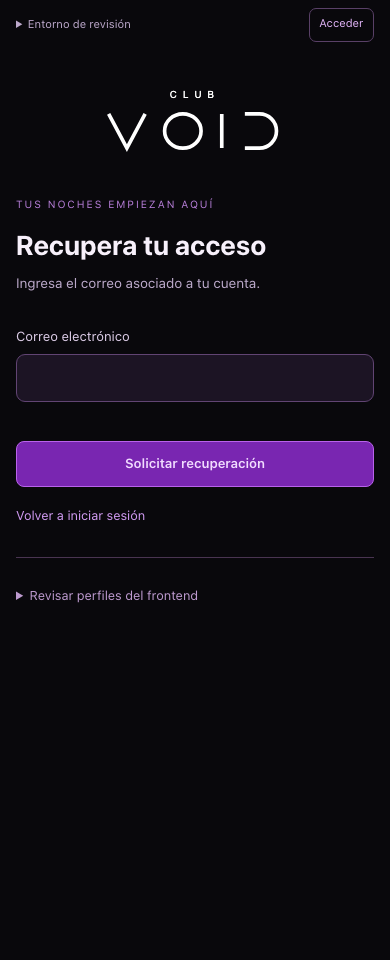 Entorno de revisión
Acceder
CLUB
VOID
TUS NOCHES EMPIEZAN AQUÍ
Recupera tu acceso
Ingresa el correo asociado a tu cuenta.
Correo electrónico
Solicitar recuperación
Volver a iniciar sesión
Revisar perfiles del frontend